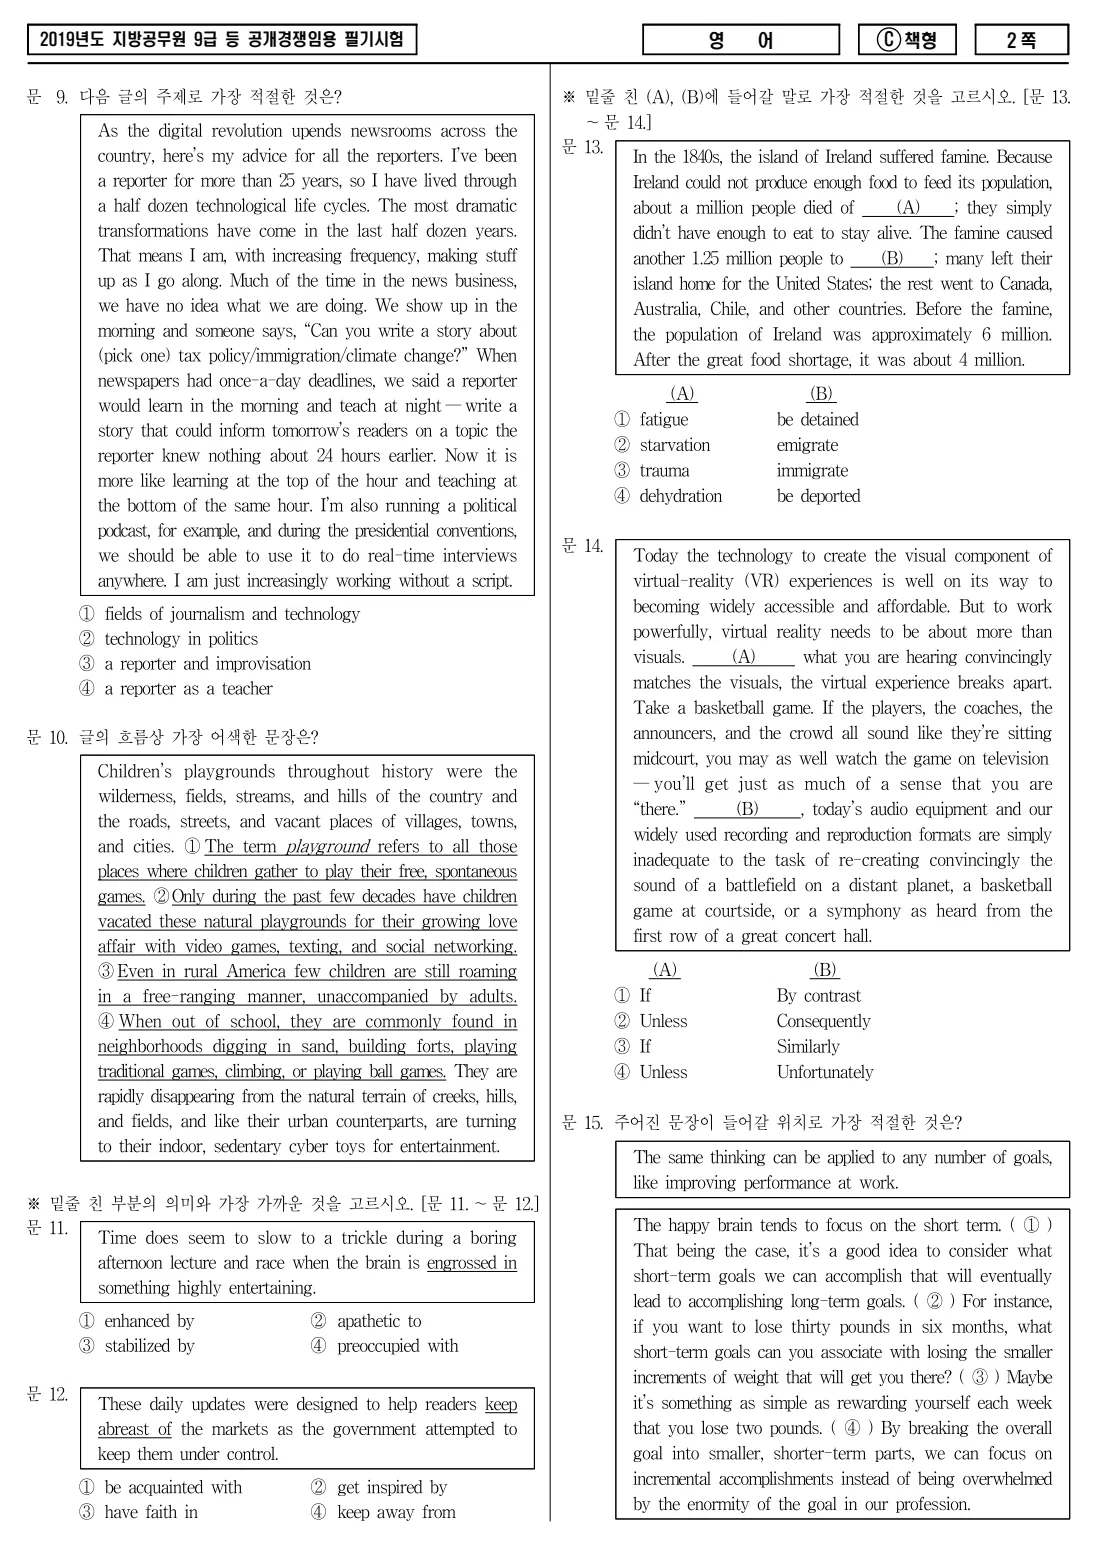 2019년도 지방공무원 9급 등 공개경쟁임용 필기시험
영 어
Ⓒ책형
2쪽
문 9. 다음 글의 주제로 가장 적절한 것은?
As the digital revolution upends newsrooms across the
country, here's my advice for all the reporters. I've been
a reporter for more than 25 years, so I have lived through
a half dozen technological life cycles. The most dramatic
transformations have come in the last half dozen years.
That means I am, with increasing frequency, making stuff
up as I go along. Much of the time in the news business,
we have no idea what we are doing. We show up in the
morning and someone says, “Can you write a story about
(pick one) tax policy/immigration/climate change?” When
newspapers had once-a-day deadlines, we said a reporter
would learn in the morning and teach at night — write a
story that could inform tomorrow's readers on a topic the
reporter knew nothing about 24 hours earlier. Now it is
more like learning at the top of the hour and teaching at
the bottom of the same hour. I'm also running a political
podcast, for example, and during the presidential conventions,
we should be able to use it to do real-time interviews
anywhere. I am just increasingly working without a script.
① fields of journalism and technology
② technology in politics
③ a reporter and improvisation
④ a reporter as a teacher
문 10. 글의 흐름상 가장 어색한 문장은?
Children's playgrounds throughout history were the
wilderness, fields, streams, and hills of the country and
the roads, streets, and vacant places of villages, towns,
and cities. ① The term playground refers to all those
places where children gather to play their free, spontaneous
games. ② Only during the past few decades have children
vacated these natural playgrounds for their growing love
affair with video games, texting, and social networking.
③ Even in rural America few children are still roaming
in a free-ranging manner, unaccompanied by adults.
④ When out of school, they are commonly found in
neighborhoods digging in sand, building forts, playing
traditional games, climbing, or playing ball games. They are
rapidly disappearing from the natural terrain of creeks, hills,
and fields, and like their urban counterparts, are turning
to their indoor, sedentary cyber toys for entertainment.
※ 밑줄 친 부분의 의미와 가장 가까운 것을 고르시오. [문 11. ~ 문 12.]
문 11.
Time does seem to slow to a trickle during a boring
afternoon lecture and race when the brain is engrossed in
something highly entertaining.
① enhanced by ② apathetic to
③ stabilized by ④ preoccupied with
문 12.
These daily updates were designed to help readers keep
abreast of the markets as the government attempted to
keep them under control.
① be acquainted with ② get inspired by
③ have faith in ④ keep away from
※ 밑줄 친 (A), (B)에 들어갈 말로 가장 적절한 것을 고르시오. [문 13.
~ 문 14.]
문 13.
In the 1840s, the island of Ireland suffered famine. Because
Ireland could not produce enough food to feed its population,
about a million people died of (A) ; they simply
didn't have enough to eat to stay alive. The famine caused
another 1.25 million people to (B) ; many left their
island home for the United States; the rest went to Canada,
Australia, Chile, and other countries. Before the famine,
the population of Ireland was approximately 6 million.
After the great food shortage, it was about 4 million.
(A) (B)
① fatigue be detained
② starvation emigrate
③ trauma immigrate
④ dehydration be deported
문 14.
Today the technology to create the visual component of
virtual-reality (VR) experiences is well on its way to
becoming widely accessible and affordable. But to work
powerfully, virtual reality needs to be about more than
visuals. (A) what you are hearing convincingly
matches the visuals, the virtual experience breaks apart.
Take a basketball game. If the players, the coaches, the
announcers, and the crowd all sound like they're sitting
midcourt, you may as well watch the game on television
— you'll get just as much of a sense that you are
“there.” (B) , today's audio equipment and our
widely used recording and reproduction formats are simply
inadequate to the task of re-creating convincingly the
sound of a battlefield on a distant planet, a basketball
game at courtside, or a symphony as heard from the
first row of a great concert hall.
(A) (B)
① If By contrast
② Unless Consequently
③ If Similarly
④ Unless Unfortunately
문 15. 주어진 문장이 들어갈 위치로 가장 적절한 것은?
The same thinking can be applied to any number of goals,
like improving performance at work.
The happy brain tends to focus on the short term. ( ① )
That being the case, it's a good idea to consider what
short-term goals we can accomplish that will eventually
lead to accomplishing long-term goals. ( ② ) For instance,
if you want to lose thirty pounds in six months, what
short-term goals can you associate with losing the smaller
increments of weight that will get you there? ( ③ ) Maybe
it's something as simple as rewarding yourself each week
that you lose two pounds. ( ④ ) By breaking the overall
goal into smaller, shorter-term parts, we can focus on
incremental accomplishments instead of being overwhelmed
by the enormity of the goal in our profession.